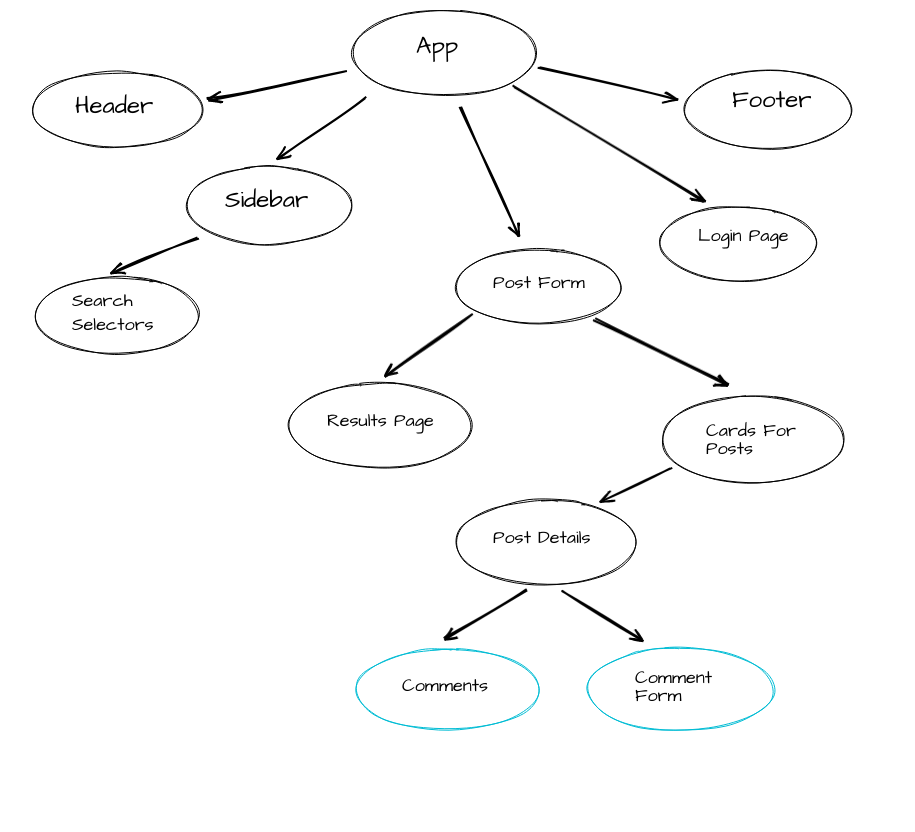 App
Header
Footer
Sidebar
Login Page
Post Form
Search
Selectors
Results Page
Cards For
Posts
Post Details
Comments
Comment
Form